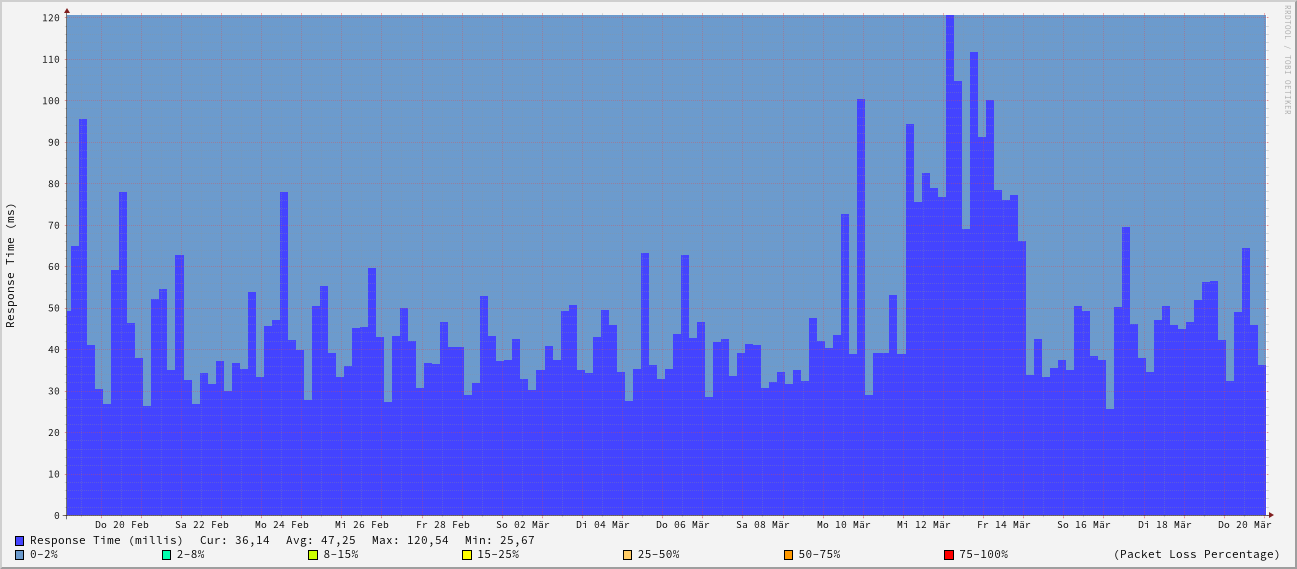 RRDTOOL / TOBI OETIKER
Response Time (ms)
120
110
100
90
80
70
60
50
40
30
20
10
0
Do 20 Feb Sa 22 Feb Mo 24 Feb Mi 26 Feb Fr 28 Feb So 02 Mär Di 04 Mär Do 06 Mär Sa 08 Mär Mo 10 Mär Mi 12 Mär Fr 14 Mär So 16 Mär Di 18 Mär Do 20 Mär
Response Time (millis) Cur: 36,14 Avg: 47,25 Max: 120,54 Min: 25,67
0-2% 2-8% 8-15% 15-25% 25-50% 50-75% 75-100% (Packet Loss Percentage)